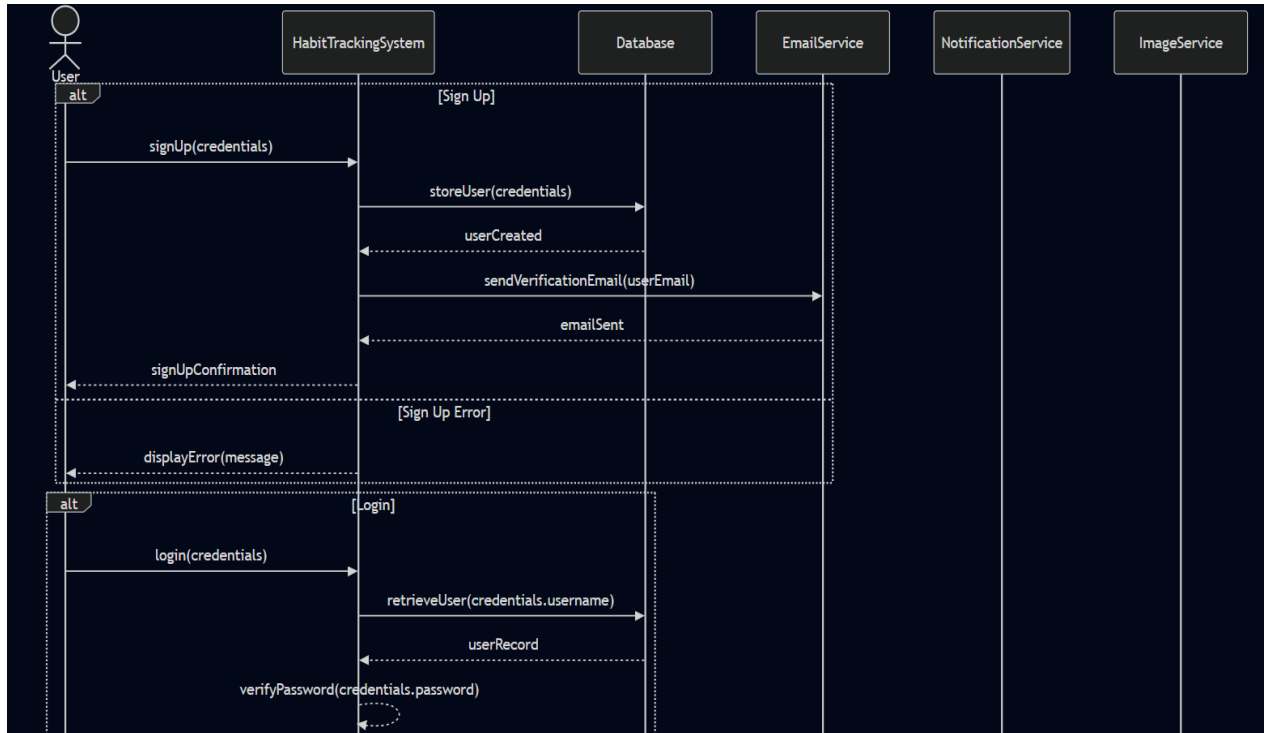 User
HabitTrackingSystem
Database
EmailService
NotificationService
ImageService
alt
[Sign Up]
signUp(credentials)
storeUser(credentials)
userCreated
sendVerificationEmail(userEmail)
emailSent
signUpConfirmation
[Sign Up Error]
displayError(message)
alt
[Login]
login(credentials)
retrieveUser(credentials.username)
userRecord
verifyPassword(credentials.password)